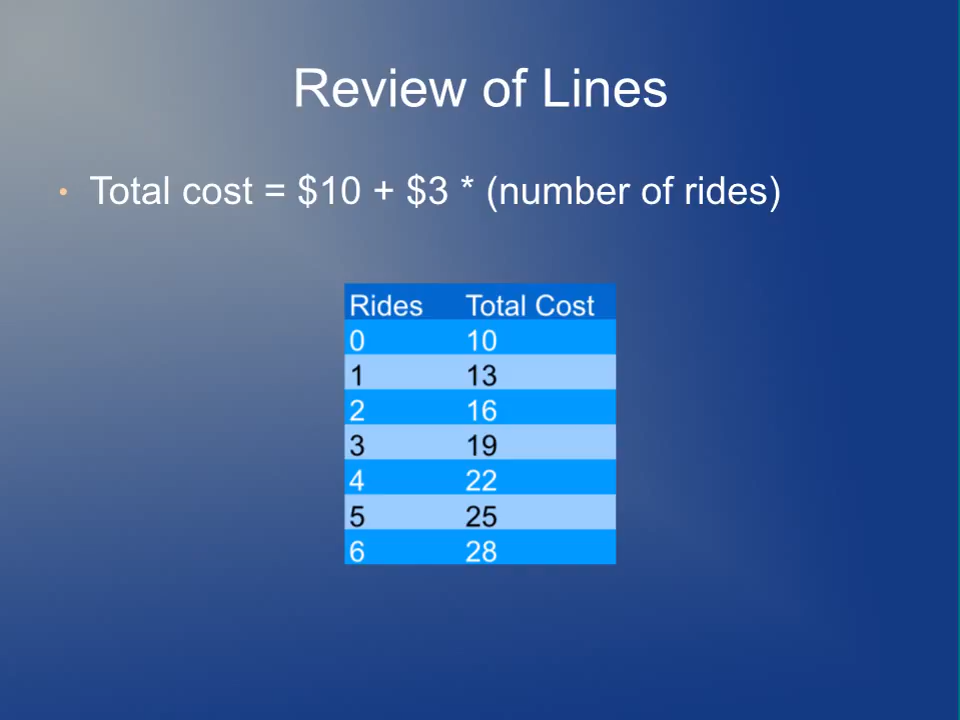 Review of Lines
• Total cost = $10 + $3 * (number of rides)
Rides Total Cost
0 10
1 13
2 16
3 19
4 22
5 25
6 28